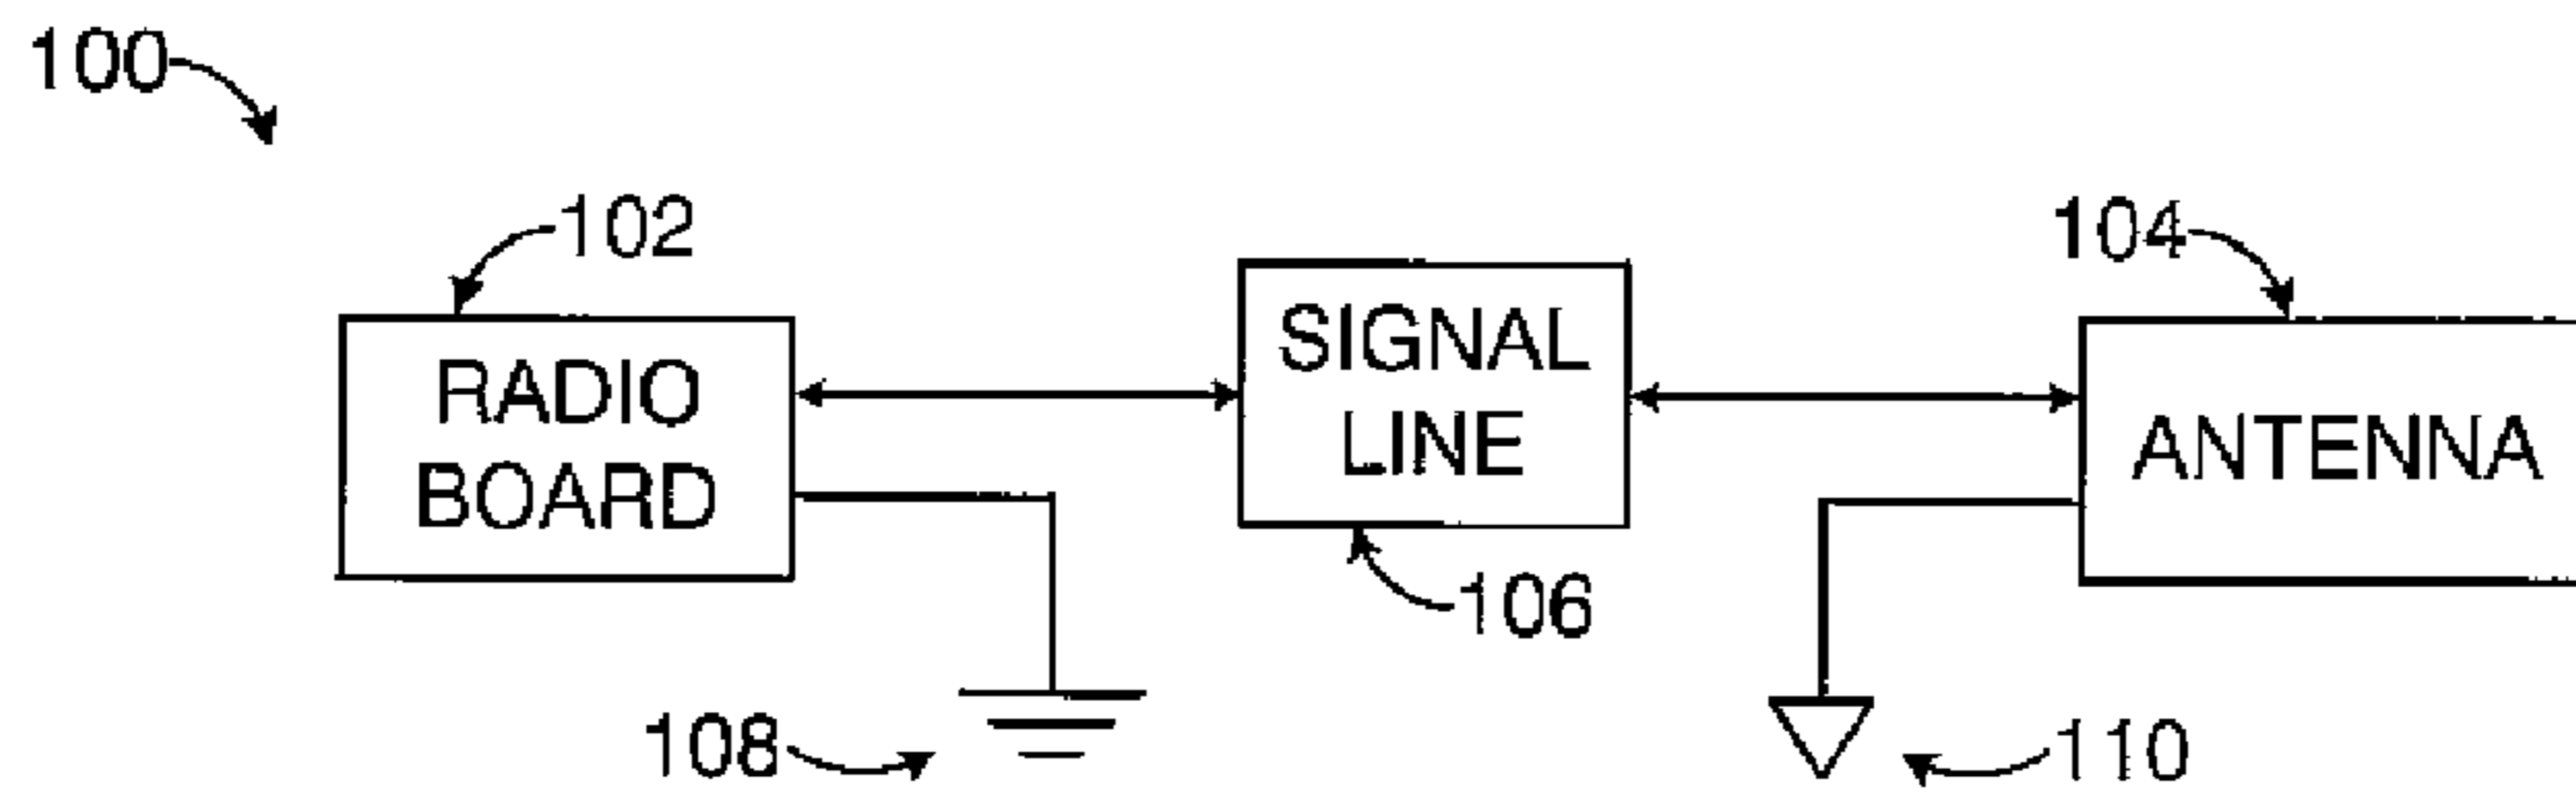 100
102
104
RADIO
BOARD
SIGNAL
LINE
ANTENNA
106
108
110